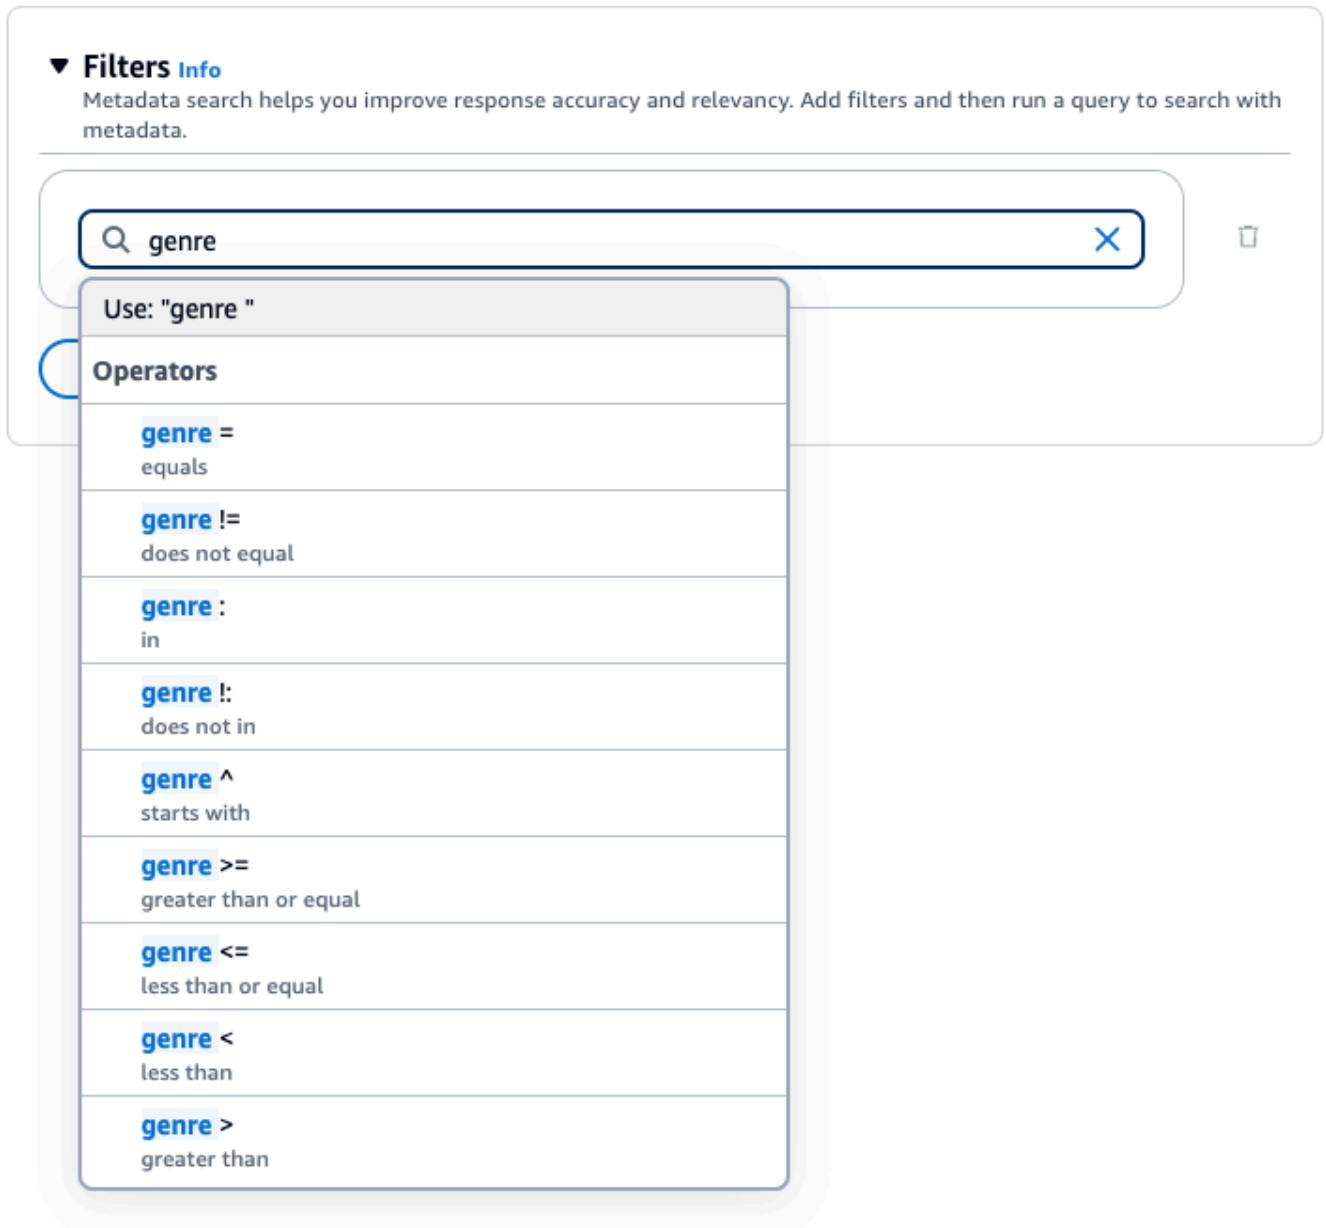 Filters Info
Metadata search helps you improve response accuracy and relevancy. Add filters and then run a query to search with
metadata.
genre
Use: "genre "
Operators
genre =
equals
genre !=
does not equal
genre :
in
genre !:
does not in
genre ^
starts with
genre >=
greater than or equal
genre <=
less than or equal
genre <
less than
genre >
greater than